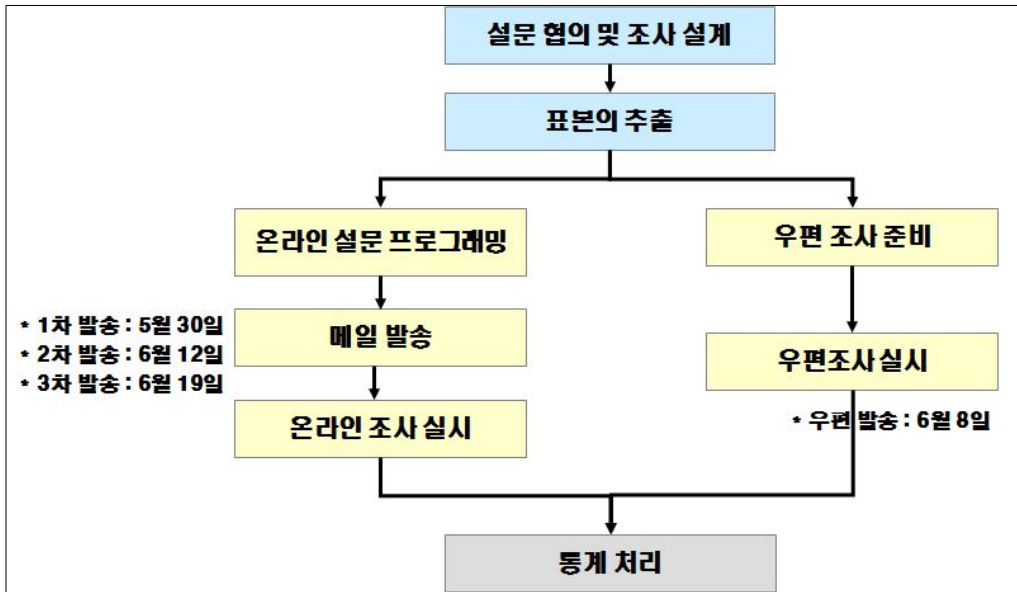 설문 협의 및 조사 설계
표본의 추출
온라인 설문 프로그래밍
우편 조사 준비
* 1차 발송 : 5월 30일
* 2차 발송 : 6월 12일
* 3차 발송 : 6월 19일
메일 발송
우편조사 실시
온라인 조사 실시
* 우편 발송 : 6월 8일
통계 처리